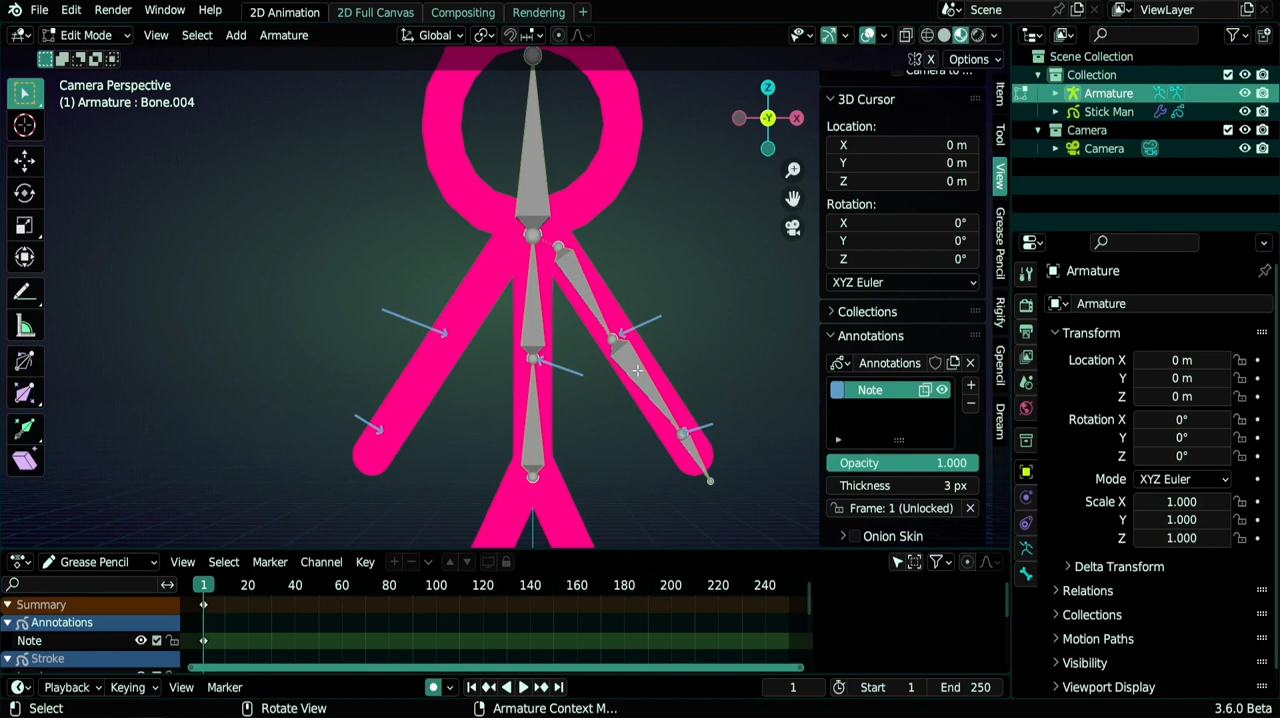 File Edit Render Window Help 2D Animation 2D Full Canvas Compositing Rendering + Scene ViewLayer
Edit Mode View Select Add Armature Global
X Options
Camera Perspective
(1) Armature : Bone.004
Z
X
-Y
3D Cursor
Location:
X 0 m
Y 0 m
Z 0 m
Rotation:
X 0°
Y 0°
Z 0°
XYZ Euler
Collections
Annotations
Annotations
Note
Opacity 1.000
Thickness 3 px
Frame: 1 (Unlocked)
Onion Skin
Item
Tool
View
Grease Pencil
Rigify
Gpencil
Dream
Scene Collection
Collection
Armature
Stick Man
Camera
Camera
Armature
Armature
Transform
Location X 0 m
Y 0 m
Z 0 m
Rotation X 0°
Y 0°
Z 0°
Mode XYZ Euler
Scale X 1.000
Y 1.000
Z 1.000
Delta Transform
Relations
Collections
Motion Paths
Visibility
Viewport Display
Grease Pencil View Select Marker Channel Key
1 20 40 60 80 100 120 140 160 180 200 220 240
Summary
Annotations
Note
Stroke
Playback Keying View Marker 1 Start 1 End 250
Select Rotate View Armature Context M... 3.6.0 Beta